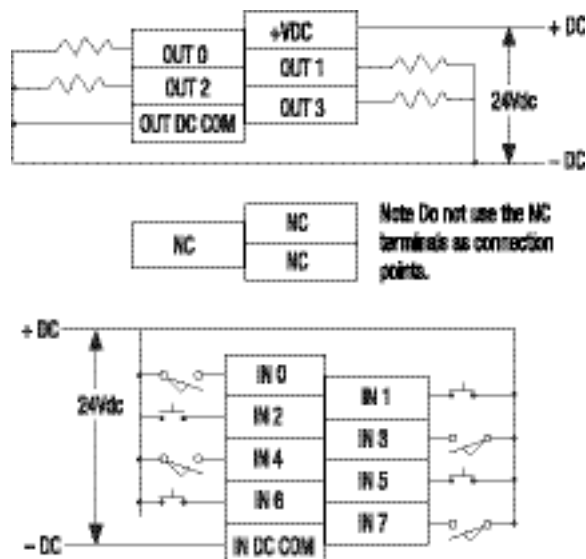 +VDC
+ DC
OUT 0
OUT 1
OUT 2
OUT 3
24Vdc
OUT DC COM
− DC
NC
NC
NC
Note Do not use the NC
terminals as connection
points.
+ DC
IN 0
IN 1
24Vdc
IN 2
IN 3
IN 4
IN 5
IN 6
IN 7
− DC
IN DC COM